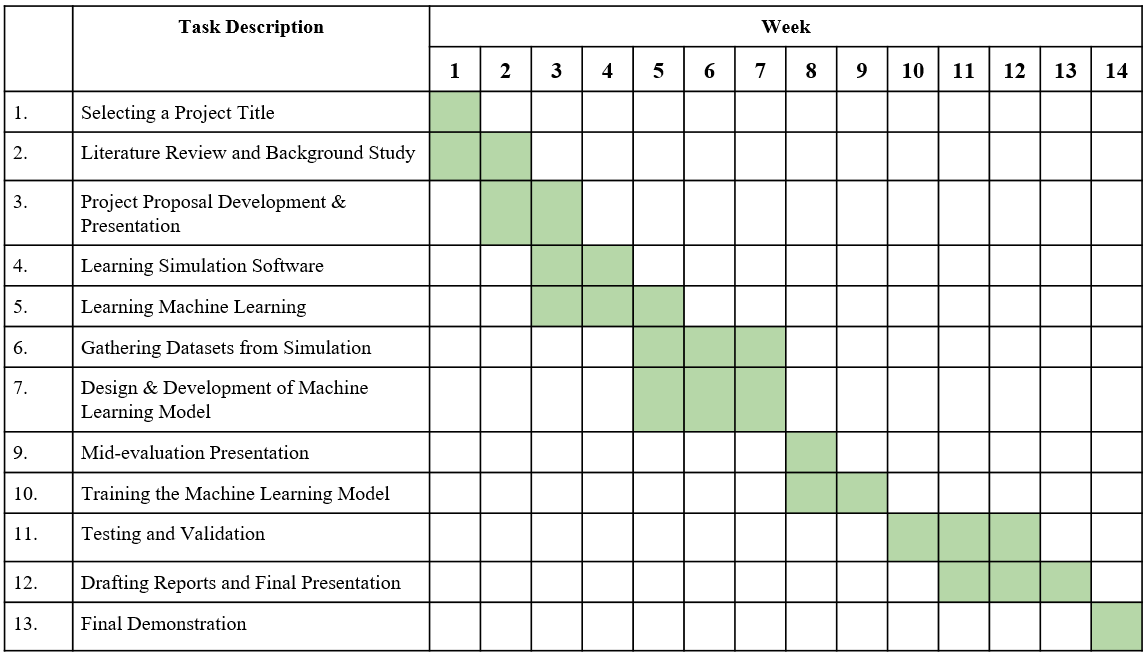 Task Description
Week
1 2 3 4 5 6 7 8 9 10 11 12 13 14
1. Selecting a Project Title
2. Literature Review and Background Study
3. Project Proposal Development &
Presentation
4. Learning Simulation Software
5. Learning Machine Learning
6. Gathering Datasets from Simulation
7. Design & Development of Machine
Learning Model
9. Mid-evaluation Presentation
10. Training the Machine Learning Model
11. Testing and Validation
12. Drafting Reports and Final Presentation
13. Final Demonstration